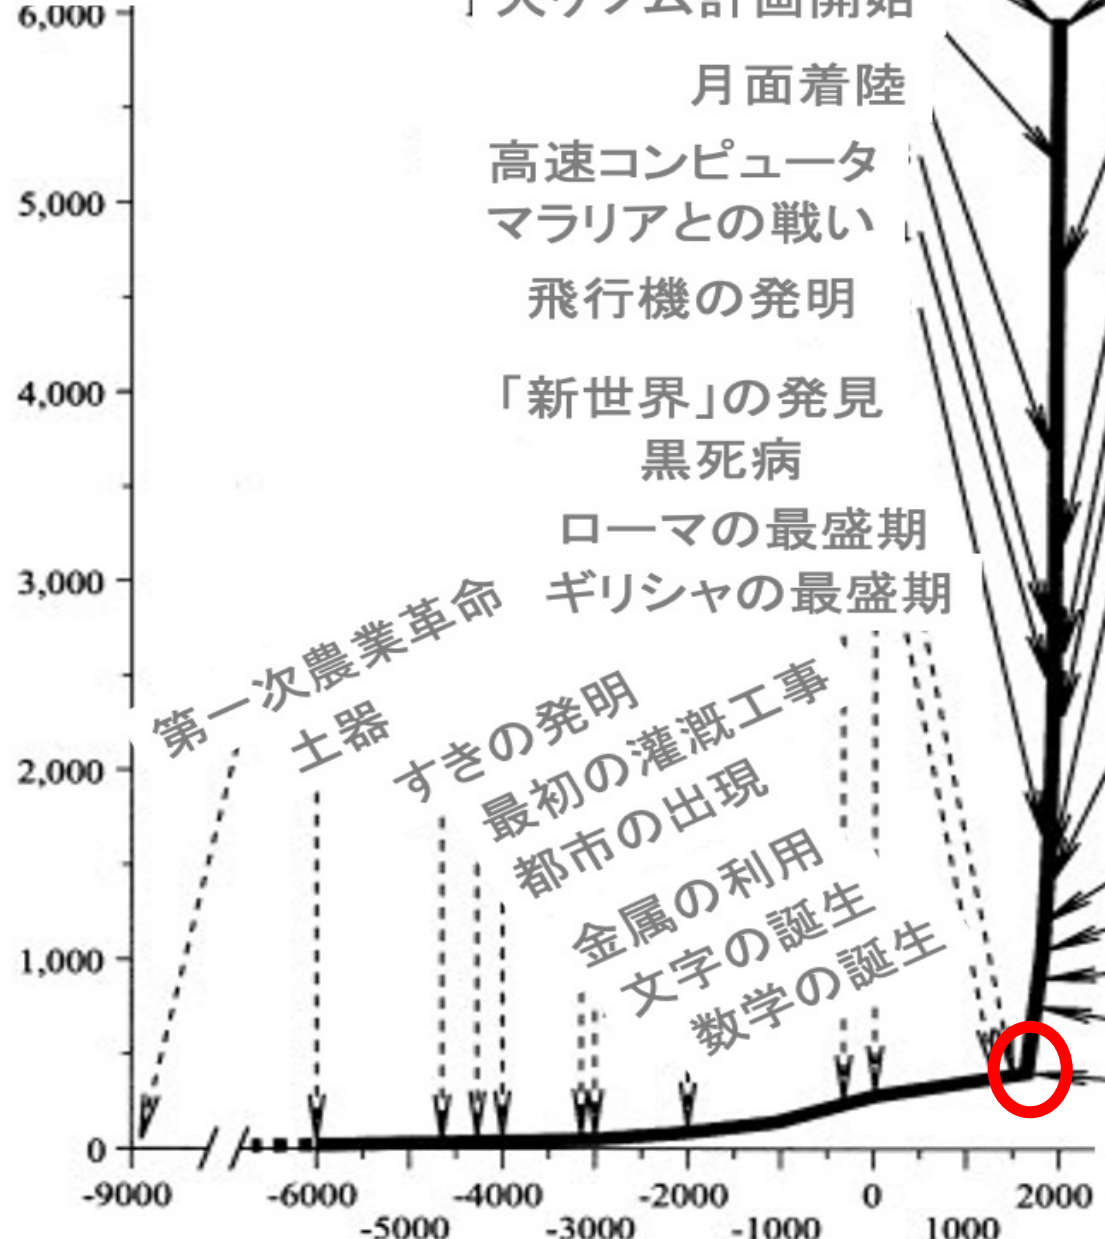 6,000
月面着陸
高速コンピュータ
5,000
マラリアとの戦い
飛行機の発明
4,000
「新世界」の発見
黒死病
ローマの最盛期
3,000
ギリシャの最盛期
第一次農業革命
土器
すきの発明
最初の灌漑工事
2,000
都市の出現
金属の利用
文字の誕生
1,000
数学の誕生
0
-9000 -6000 -4000 -2000 0 2000
-5000 -3000 -1000 1000